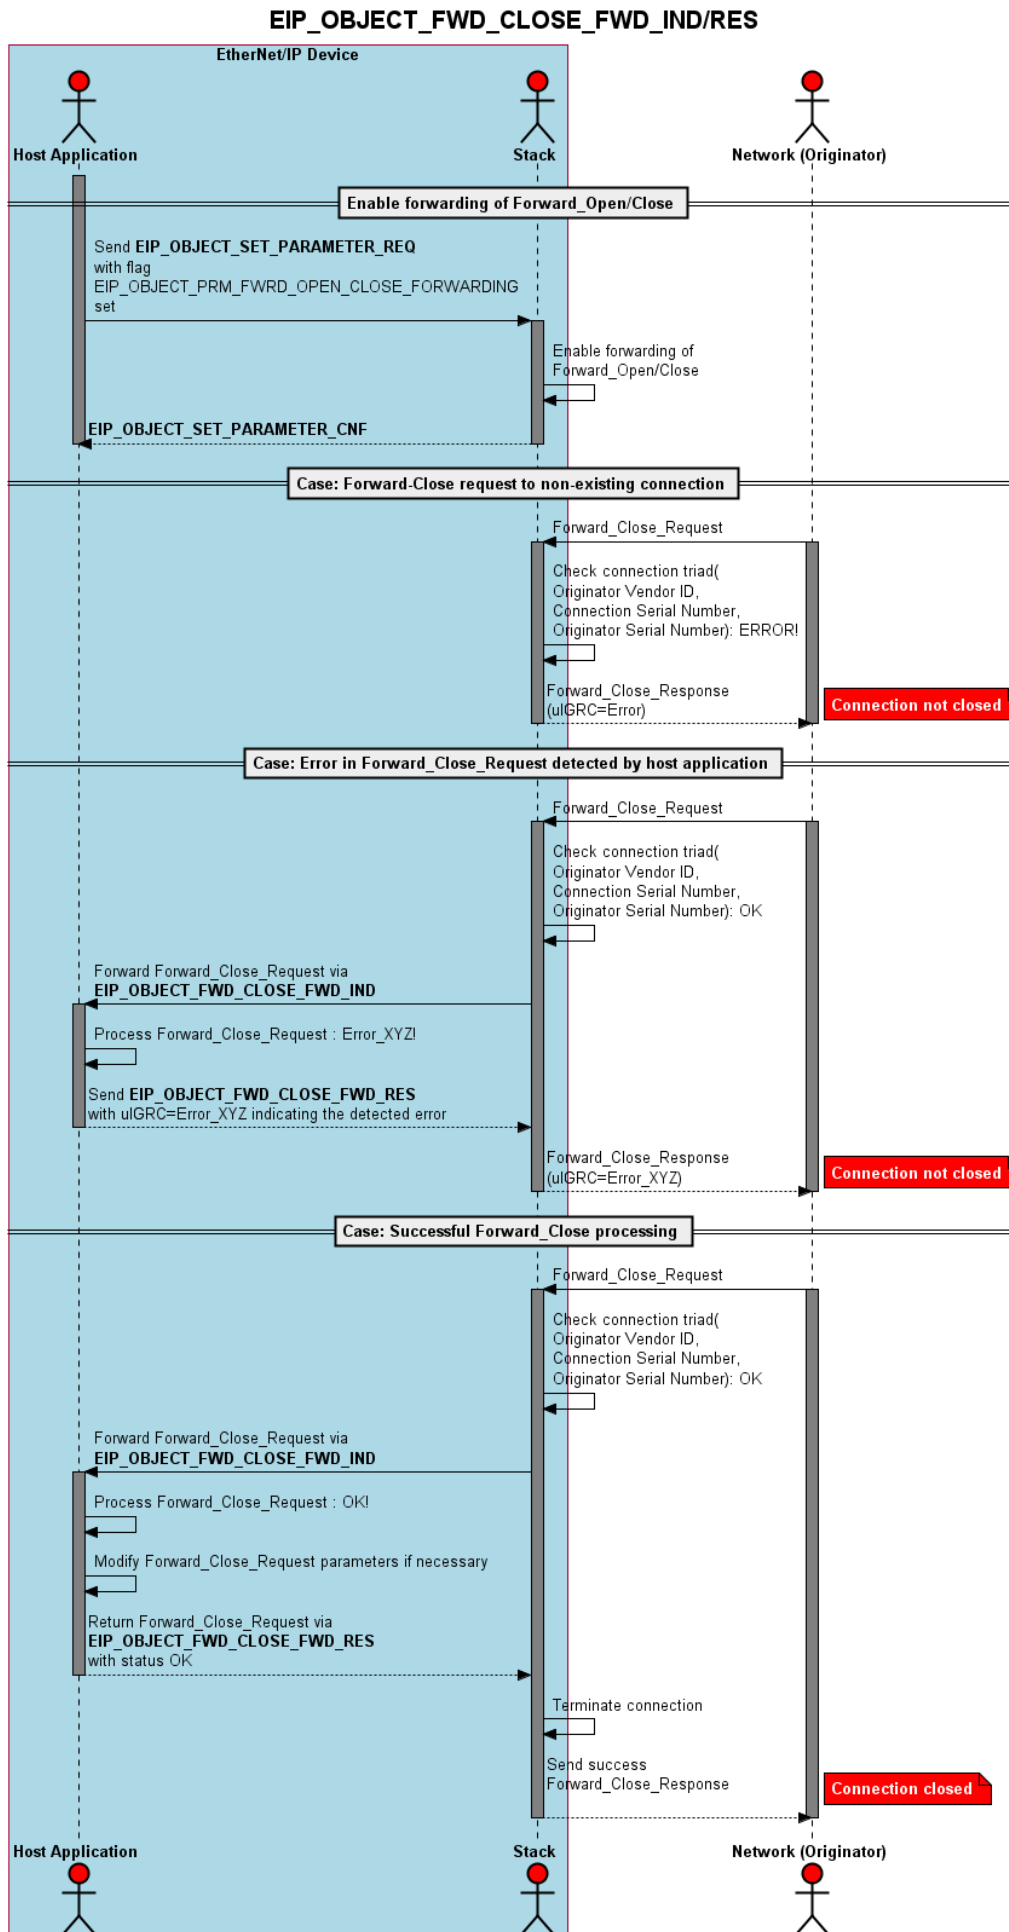 EIP_OBJECT_FWD_CLOSE_FWD_IND/RES
EtherNet/IP Device
Host Application
Stack
Network (Originator)
Enable forwarding of Forward_Open/Close
Send EIP_OBJECT_SET_PARAMETER_REQ
with flag
EIP_OBJECT_PRM_FWRD_OPEN_CLOSE_FORWARDING
set
Enable forwarding of
Forward_Open/Close
EIP_OBJECT_SET_PARAMETER_CNF
Case: Forward-Close request to non-existing connection
Forward_Close_Request
Check connection triad(
Originator Vendor ID,
Connection Serial Number,
Originator Serial Number): ERROR!
Forward_Close_Response
(ulGRC=Error)
Connection not closed
Case: Error in Forward_Close_Request detected by host application
Forward_Close_Request
Check connection triad(
Originator Vendor ID,
Connection Serial Number,
Originator Serial Number): OK
Forward Forward_Close_Request via
EIP_OBJECT_FWD_CLOSE_FWD_IND
Process Forward_Close_Request : Error_XYZ!
Send EIP_OBJECT_FWD_CLOSE_FWD_RES
with ulGRC=Error_XYZ indicating the detected error
Forward_Close_Response
(ulGRC=Error_XYZ)
Connection not closed
Case: Successful Forward_Close processing
Forward_Close_Request
Check connection triad(
Originator Vendor ID,
Connection Serial Number,
Originator Serial Number): OK
Forward Forward_Close_Request via
EIP_OBJECT_FWD_CLOSE_FWD_IND
Process Forward_Close_Request : OK!
Modify Forward_Close_Request parameters if necessary
Return Forward_Close_Request via
EIP_OBJECT_FWD_CLOSE_FWD_RES
with status OK
Terminate connection
Send success
Forward_Close_Response
Connection closed
Host Application
Stack
Network (Originator)